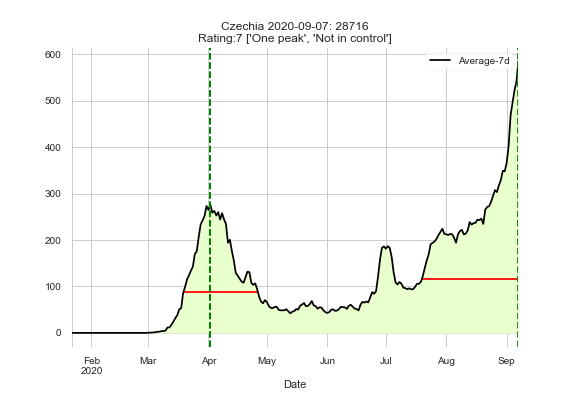 Czechia 2020-09-07: 28716
Rating:7 ['One peak', 'Not in control']
600
Average-7d
500
400
300
200
100
0
Feb Mar Apr May Jun Jul Aug Sep
2020
Date